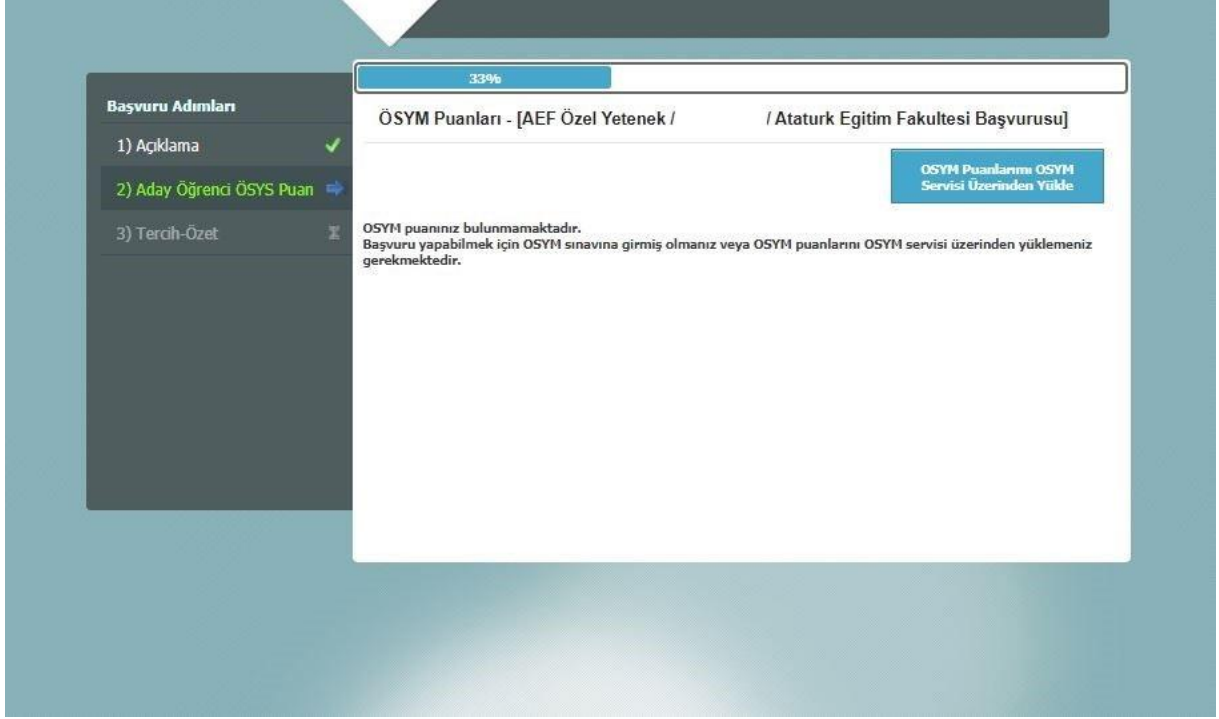 33%
Başvuru Adımları
ÖSYM Puanları - [AEF Özel Yetenek / / Ataturk Egitim Fakultesi Başvurusu]
1) Açıklama
2) Aday Öğrenci ÖSYS Puan
3) Tercih-Özet
OSYM Puanlarımı OSYM
Servisi Üzerinden Yükle
OSYM puanınız bulunmamaktadır.
Başvuru yapabilmek için OSYM sınavına girmiş olmanız veya OSYM puanlarını OSYM servisi üzerinden yüklemeniz
gerekmektedir.